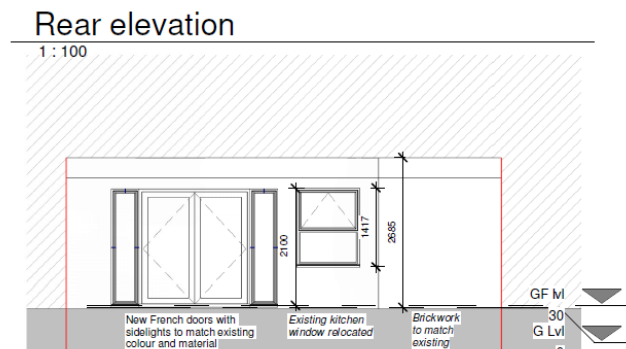 Rear elevation
1 : 100
2100
1417
2685
GF lvl
30
G Lvl
New French doors with
sidelights to match existing
colour and material
Existing kitchen
window relocated
Brickwork
to match
existing